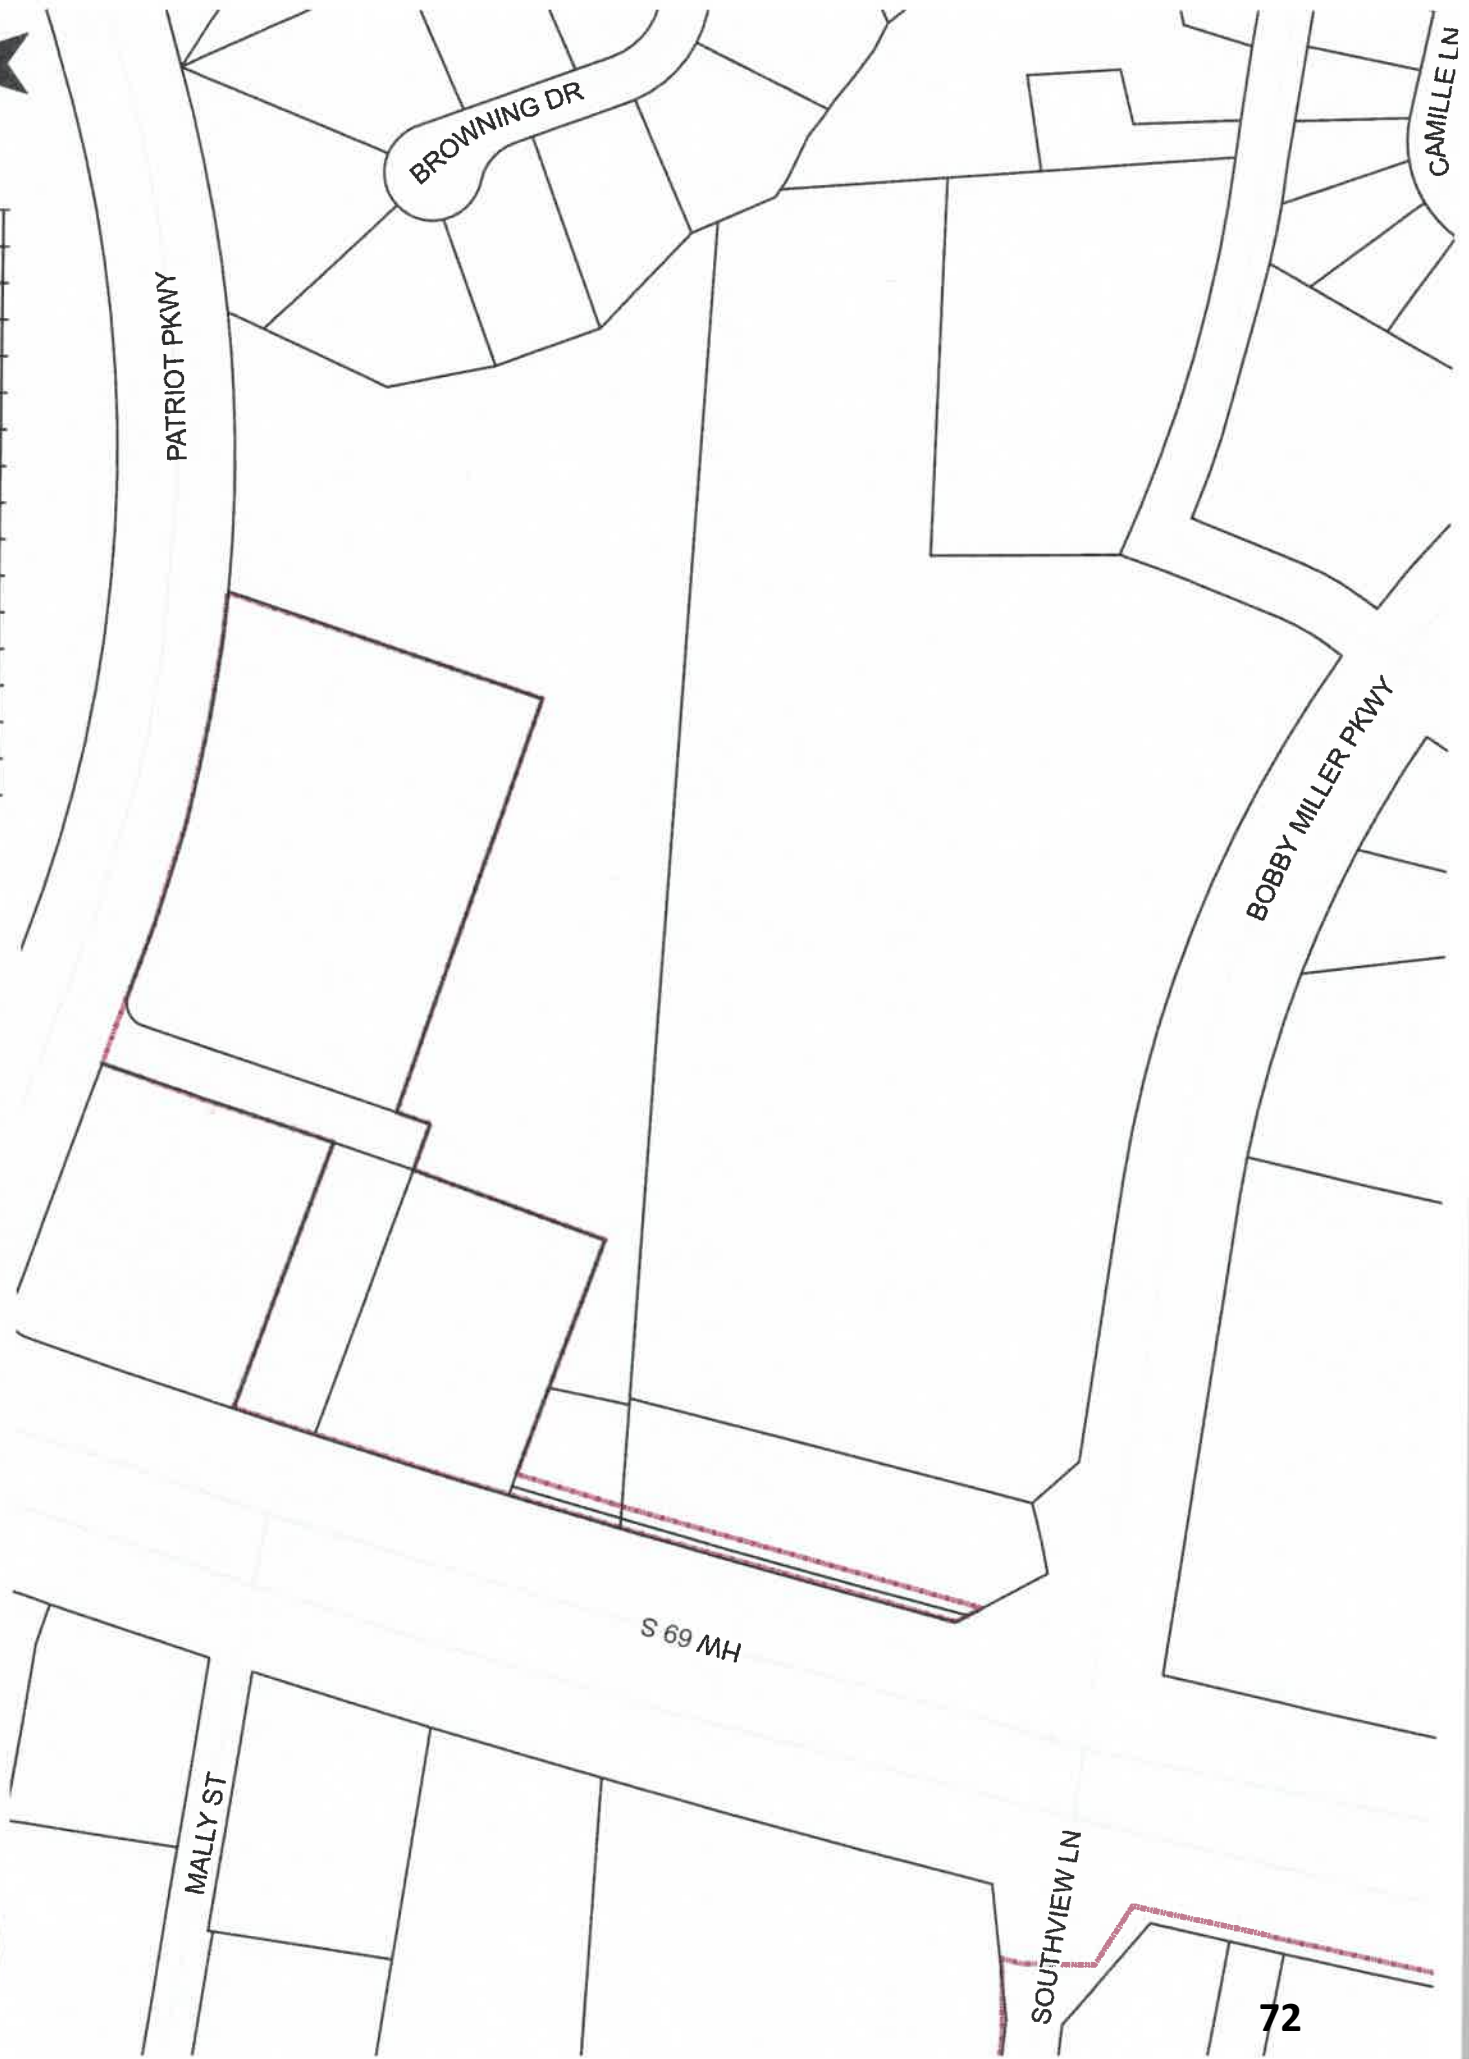 CAMILLE LN
BROWNING DR
PATRIOT PKWY
BOBBY MILLER PKWY
HW 69 S
MALLY ST
SOUTHVIEW LN
72